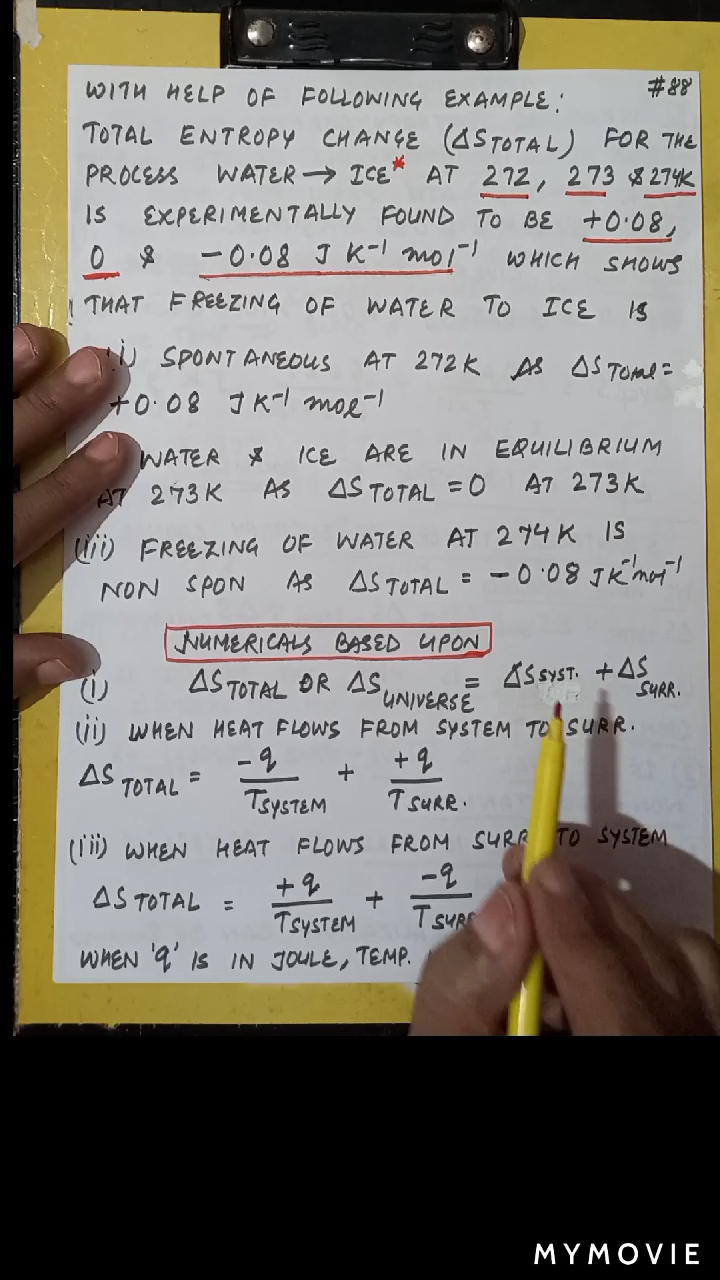 #88
WITH HELP OF FOLLOWING EXAMPLE:
TOTAL ENTROPY CHANGE (ΔSTOTAL) FOR THE
PROCESS WATER → ICE* AT 272, 273 & 274K
IS EXPERIMENTALLY FOUND TO BE +0.08,
0 & -0.08 J K⁻¹ mol⁻¹ WHICH SHOWS
THAT FREEZING OF WATER TO ICE IS
i) SPONTANEOUS AT 272K AS ΔSTOTAL =
+0.08 J K⁻¹ mol⁻¹
WATER & ICE ARE IN EQUILIBRIUM
AT 273K AS ΔSTOTAL = 0 AT 273K
(iii) FREEZING OF WATER AT 274K IS
NON SPON AS ΔSTOTAL = -0.08 JK⁻¹mol⁻¹
NUMERICALS BASED UPON
(i) ΔSTOTAL OR ΔSUNIVERSE = ΔSSYST. + ΔSSURR.
(ii) WHEN HEAT FLOWS FROM SYSTEM TO SURR.
ΔSTOTAL = -q/TSYSTEM + +q/TSURR.
(iii) WHEN HEAT FLOWS FROM SURR TO SYSTEM
ΔSTOTAL = +q/TSYSTEM + -q/TSURR
WHEN 'q' IS IN JOULE, TEMP.
MYMOVIE